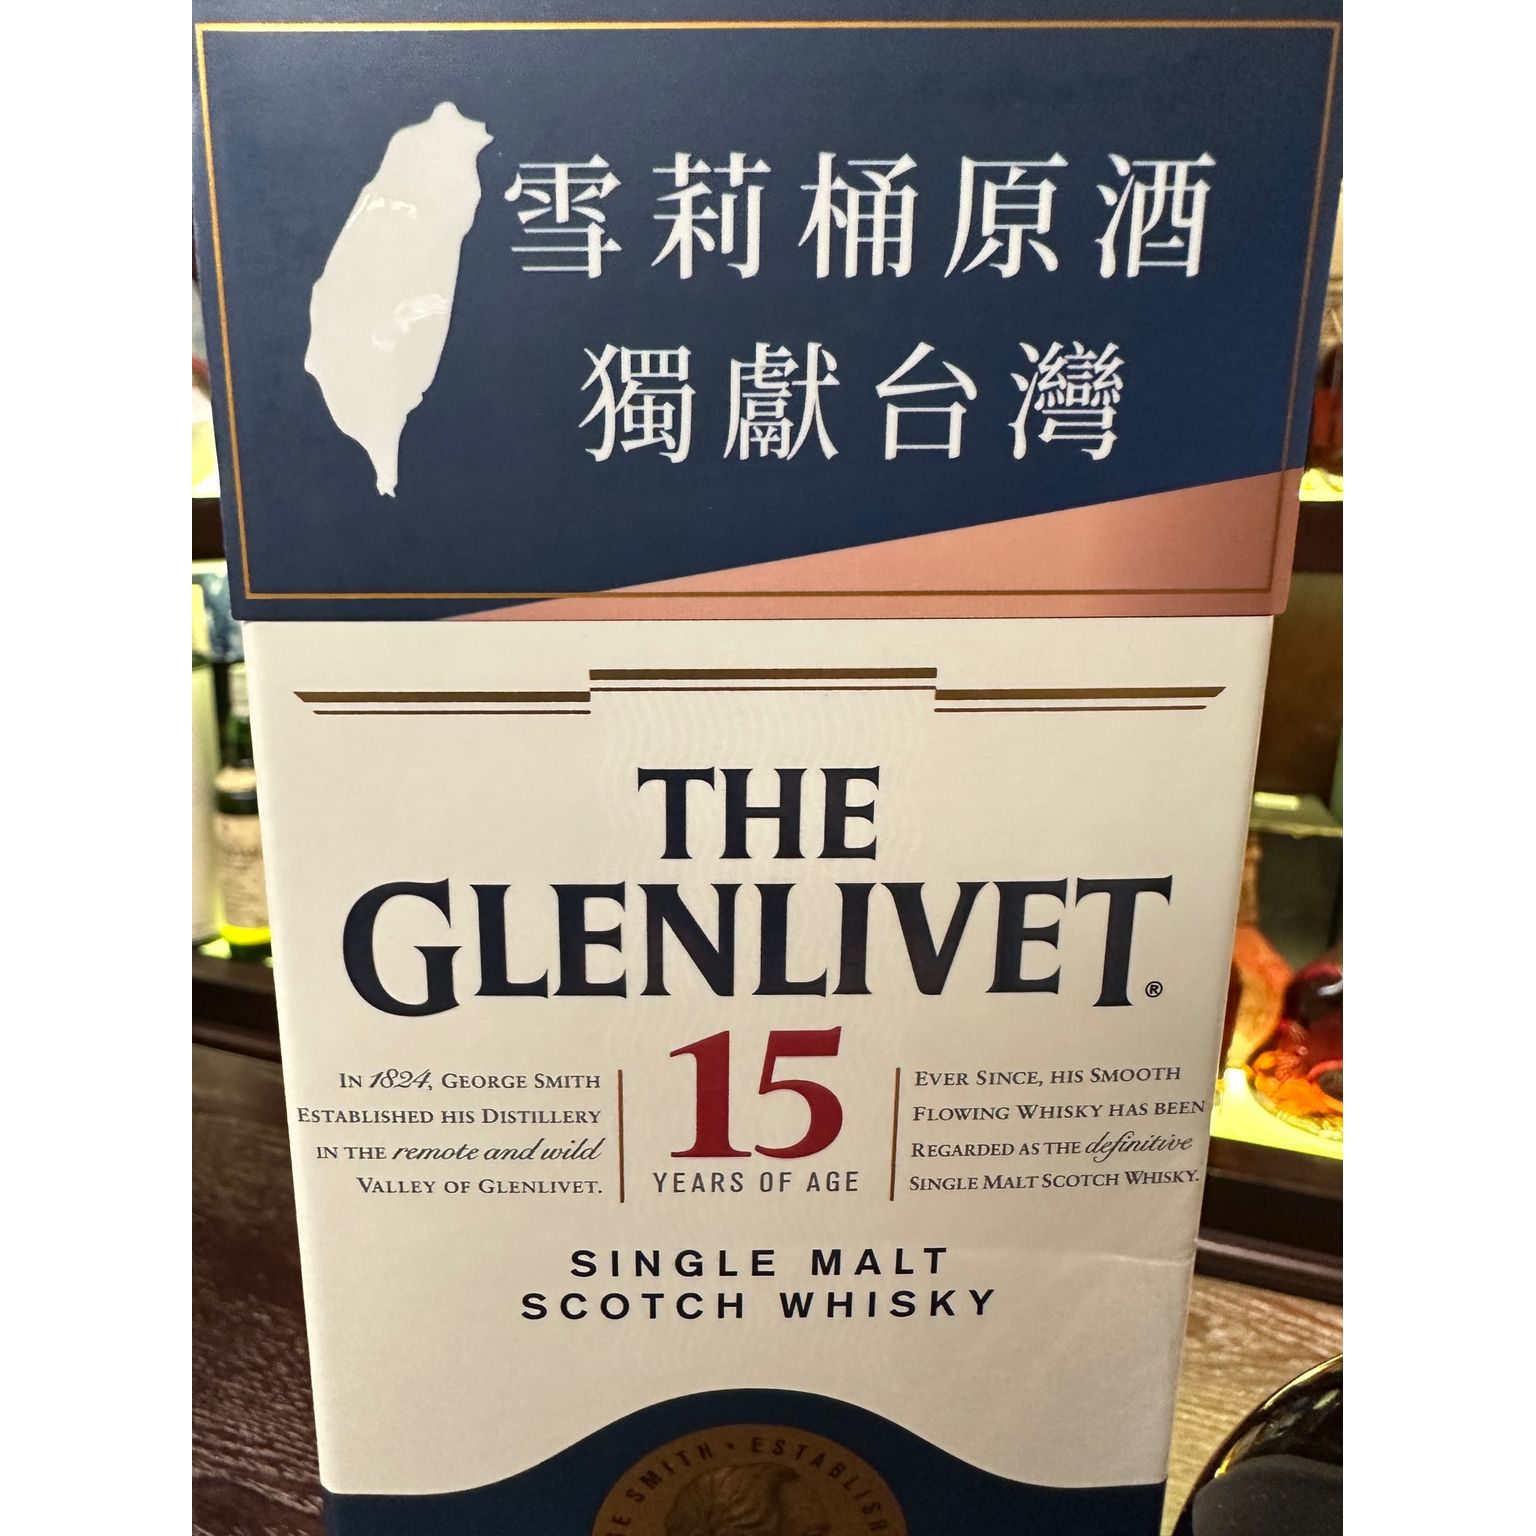 雪莉桶原酒
獨獻台灣
THE
GLENLIVET®
15
YEARS OF AGE
IN 1824, GEORGE SMITH
ESTABLISHED HIS DISTILLERY
IN THE remote and wild
VALLEY OF GLENLIVET.
EVER SINCE, HIS SMOOTH
FLOWING WHISKY HAS BEEN
REGARDED AS THE definitive
SINGLE MALT SCOTCH WHISKY.
SINGLE MALT
SCOTCH WHISKY
SMITH • ESTABLISH